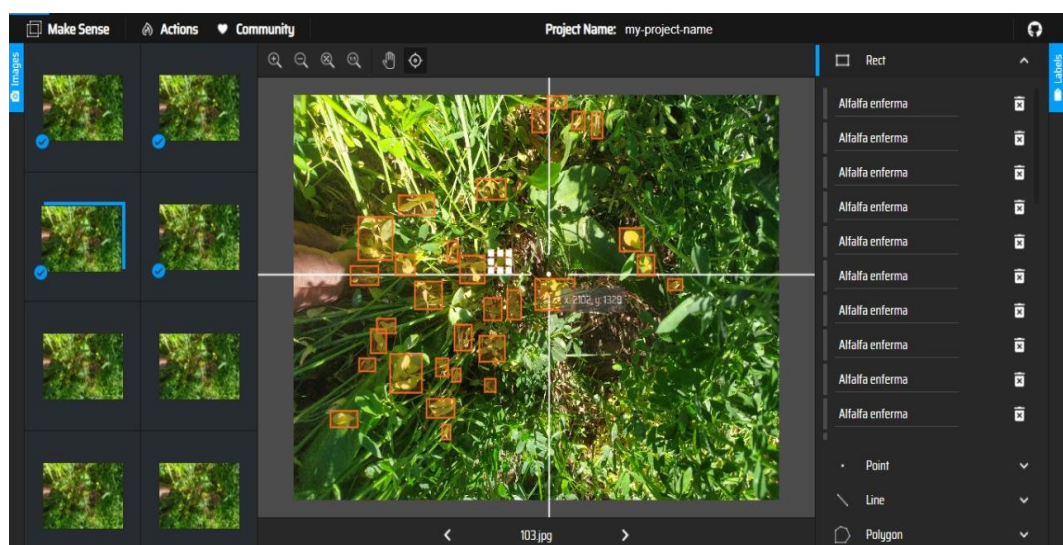 Make Sense
Actions
Community
Project Name: my-project-name
Images
Labels
Rect
Alfalfa enferma
Alfalfa enferma
Alfalfa enferma
Alfalfa enferma
Alfalfa enferma
Alfalfa enferma
Alfalfa enferma
Alfalfa enferma
Alfalfa enferma
Alfalfa enferma
x: 2102, y: 1328
Point
Line
Polygon
103.jpg